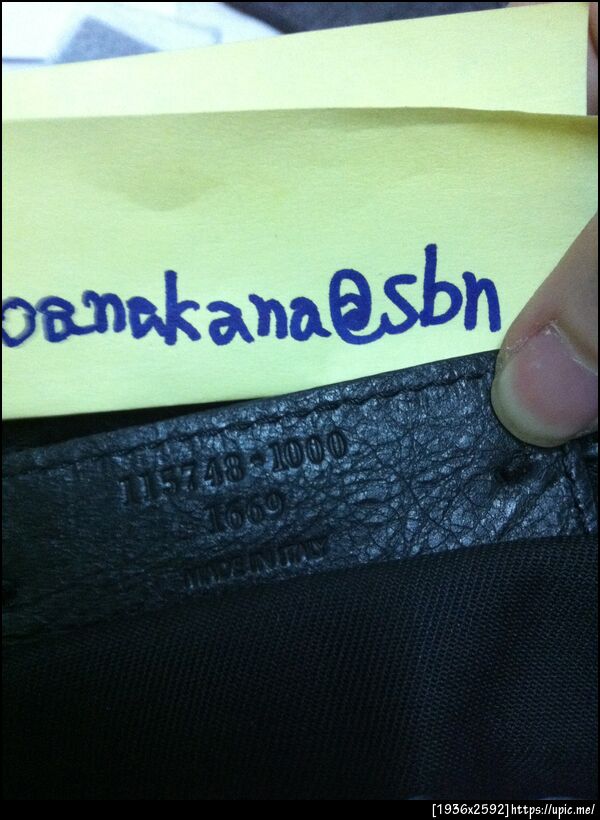 oanakana@sbn
115748•1000
1669
MADE IN ITALY
[1936x2592]https://upic.me/